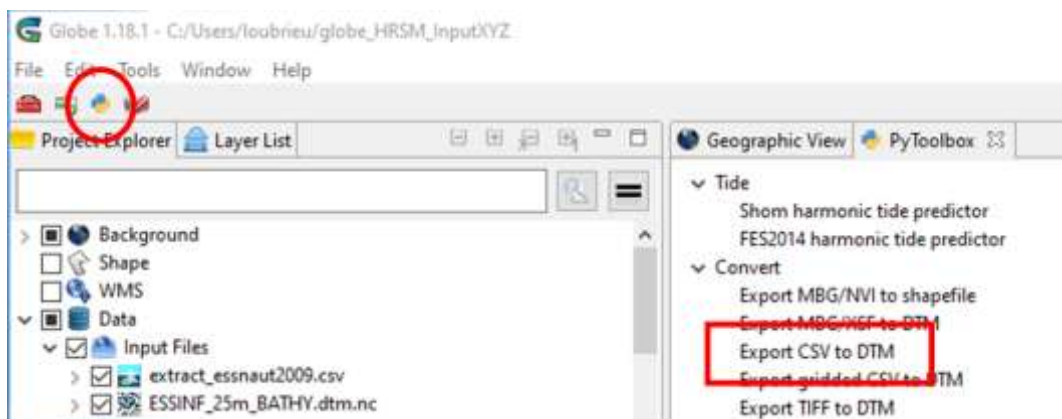 Globe 1.18.1 - C:/Users/loubrieu/globe_HRSM_InputXYZ
File Edit Tools Window Help
Project Explorer Layer List
Background
Shape
WMS
Data
Input Files
extract_essnaut2009.csv
ESSINF_25m_BATHY.dtm.nc
Geographic View PyToolbox
Tide
Shom harmonic tide predictor
FES2014 harmonic tide predictor
Convert
Export MBG/NVI to shapefile
Export MBG/XSF to DTM
Export CSV to DTM
Export gridded CSV to DTM
Export TIFF to DTM